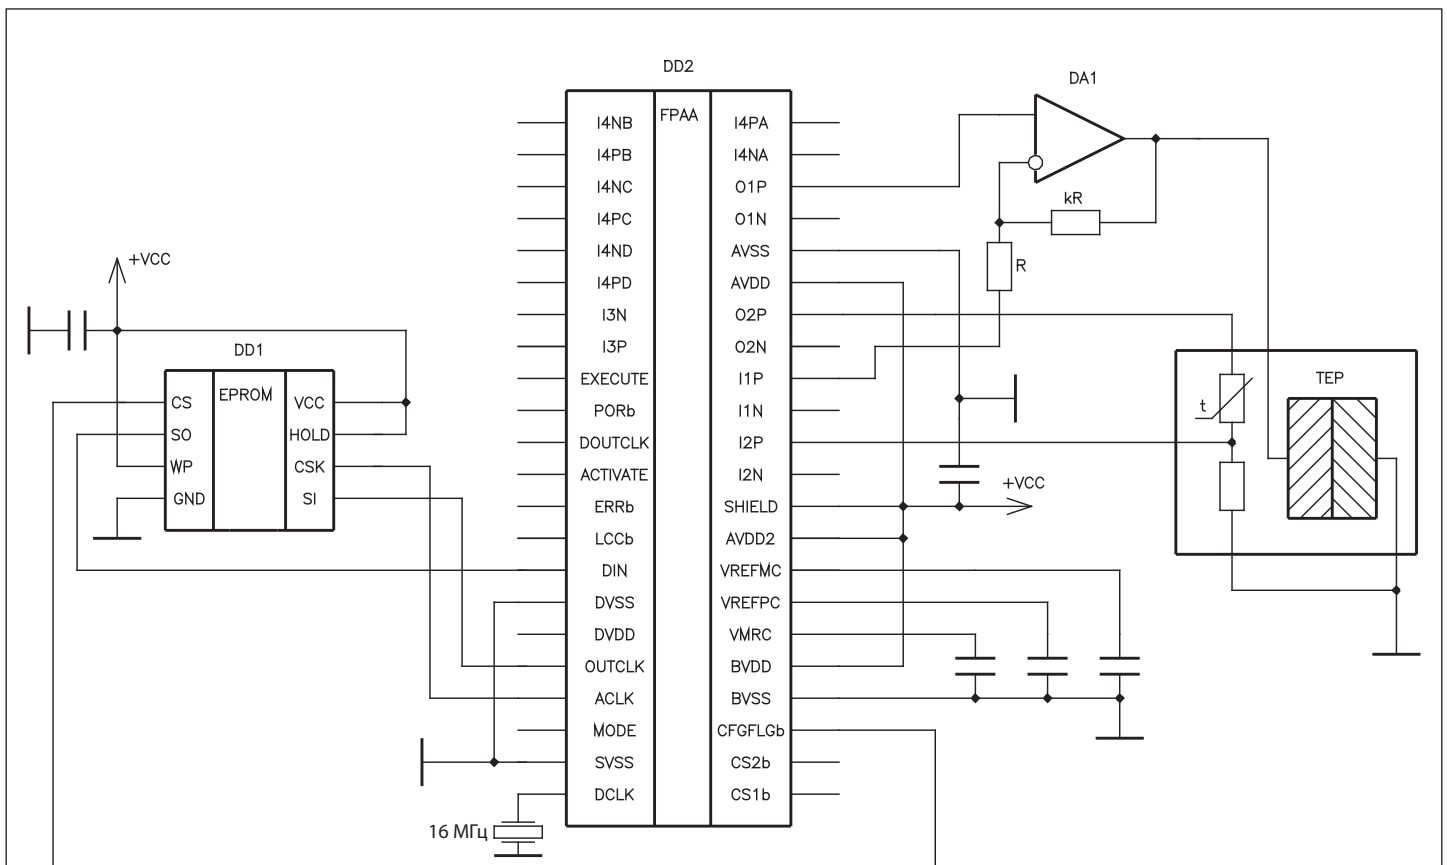 DD2
DA1
FPAA
I4NB
I4PB
I4NC
I4PC
I4ND
I4PD
I3N
I3P
EXECUTE
PORb
DOUTCLK
ACTIVATE
ERRb
LCCb
DIN
DVSS
DVDD
OUTCLK
ACLK
MODE
SVSS
DCLK
I4PA
I4NA
O1P
O1N
AVSS
AVDD
O2P
O2N
I1P
I1N
I2P
I2N
SHIELD
AVDD2
VREFMC
VREFPC
VMRC
BVDD
BVSS
CFGFLGb
CS2b
CS1b
kR
R
+VCC
DD1
EPROM
CS
SO
WP
GND
VCC
HOLD
CSK
SI
+VCC
TEP
t
16 МГц